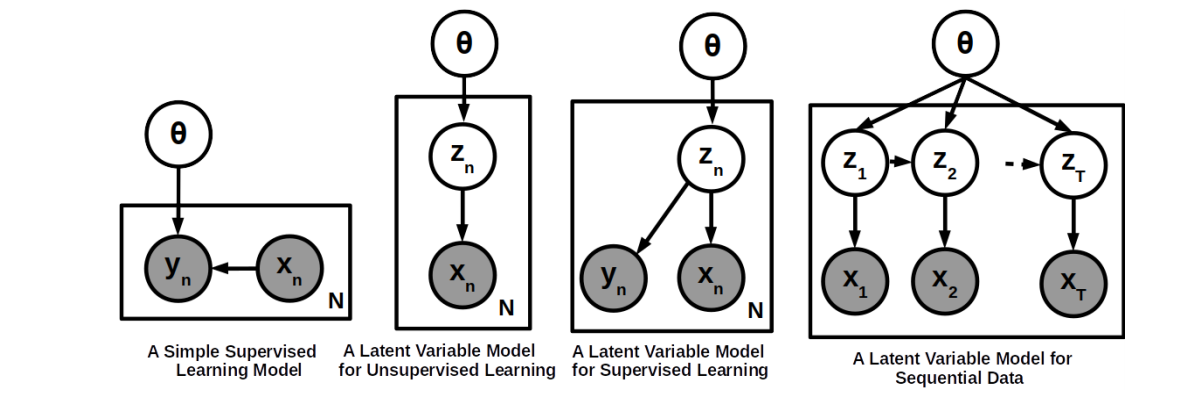 θ
y_n
x_n
N
A Simple Supervised
Learning Model
θ
z_n
x_n
N
A Latent Variable Model
for Unsupervised Learning
θ
z_n
y_n
x_n
N
A Latent Variable Model
for Supervised Learning
θ
z_1
z_2
z_T
x_1
x_2
x_T
A Latent Variable Model for
Sequential Data